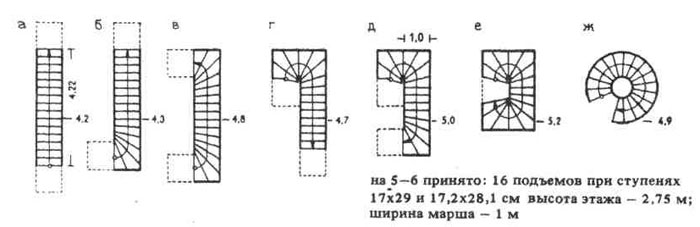 а б в г д е ж
1,0
4,22
4,2 4,3 4,8 4,7 5,0 5,2 4,9
на 5—6 принято: 16 подъемов при ступенях
17х29 и 17,2х28,1 см высота этажа — 2,75 м;
ширина марша — 1 м